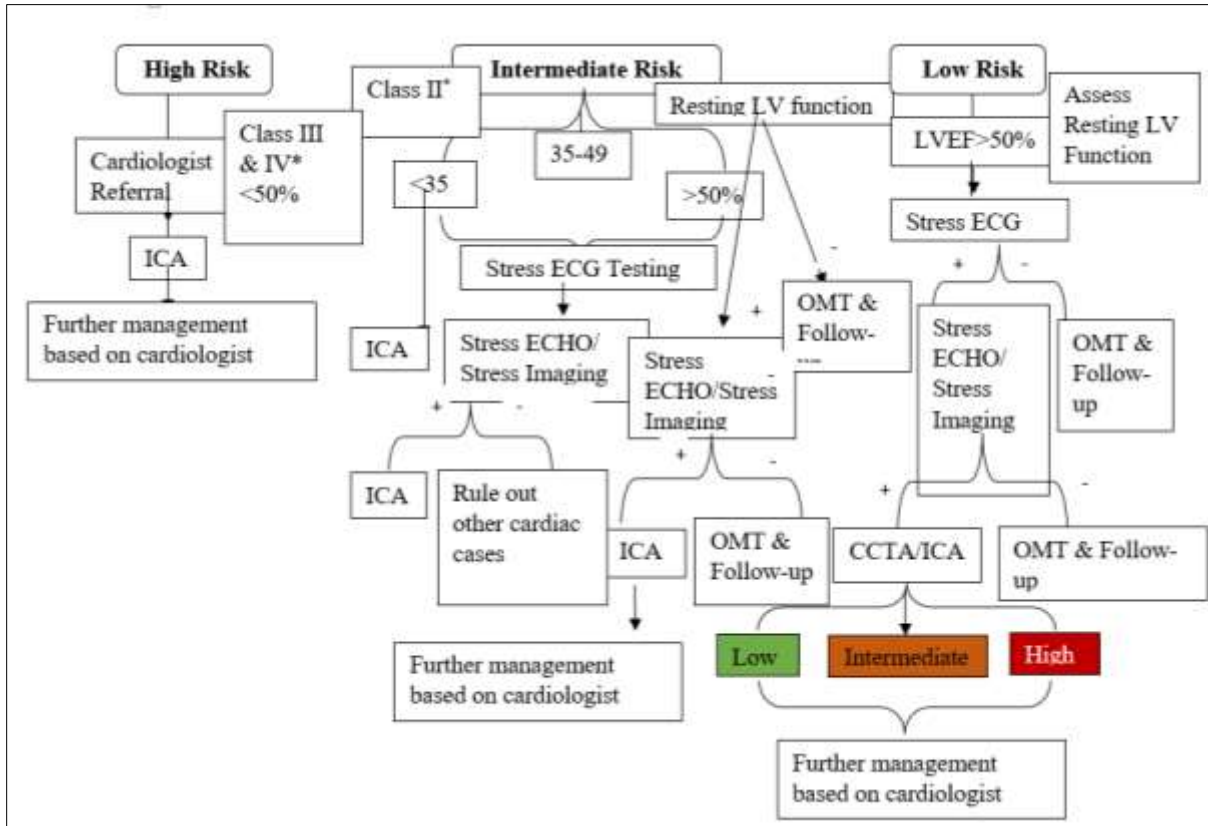 High Risk
Intermediate Risk
Low Risk
Class II*
Resting LV function
Assess
Resting LV
Function
Class III
& IV*
<50%
Cardiologist
Referral
35-49
LVEF>50%
<35
>50%
Stress ECG
ICA
Stress ECG Testing
+
-
-
Further management
based on cardiologist
ICA
Stress ECHO/
Stress Imaging
+
OMT &
Follow-
Stress
ECHO/Stress
Imaging
-
Stress
ECHO/
Stress
Imaging
OMT &
Follow-
up
+
-
+
-
+
-
ICA
Rule out
other cardiac
cases
ICA
OMT &
Follow-up
CCTA/ICA
OMT & Follow-
up
Low
Intermediate
High
Further management
based on cardiologist
Further management
based on cardiologist